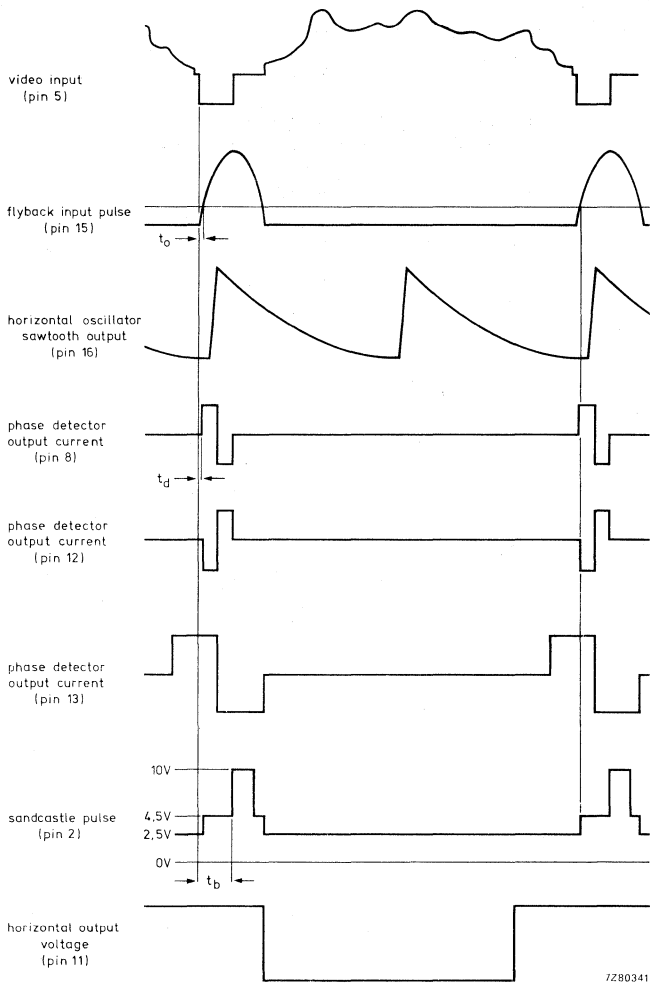 video input
(pin 5)
flyback input pulse
(pin 15)
to
horizontal oscillator
sawtooth output
(pin 16)
phase detector
output current
(pin 8)
td
phase detector
output current
(pin 12)
phase detector
output current
(pin 13)
10V
4,5V
sandcastle pulse
(pin 2)
2,5V
0V
tb
horizontal output
voltage
(pin 11)
7Z80341